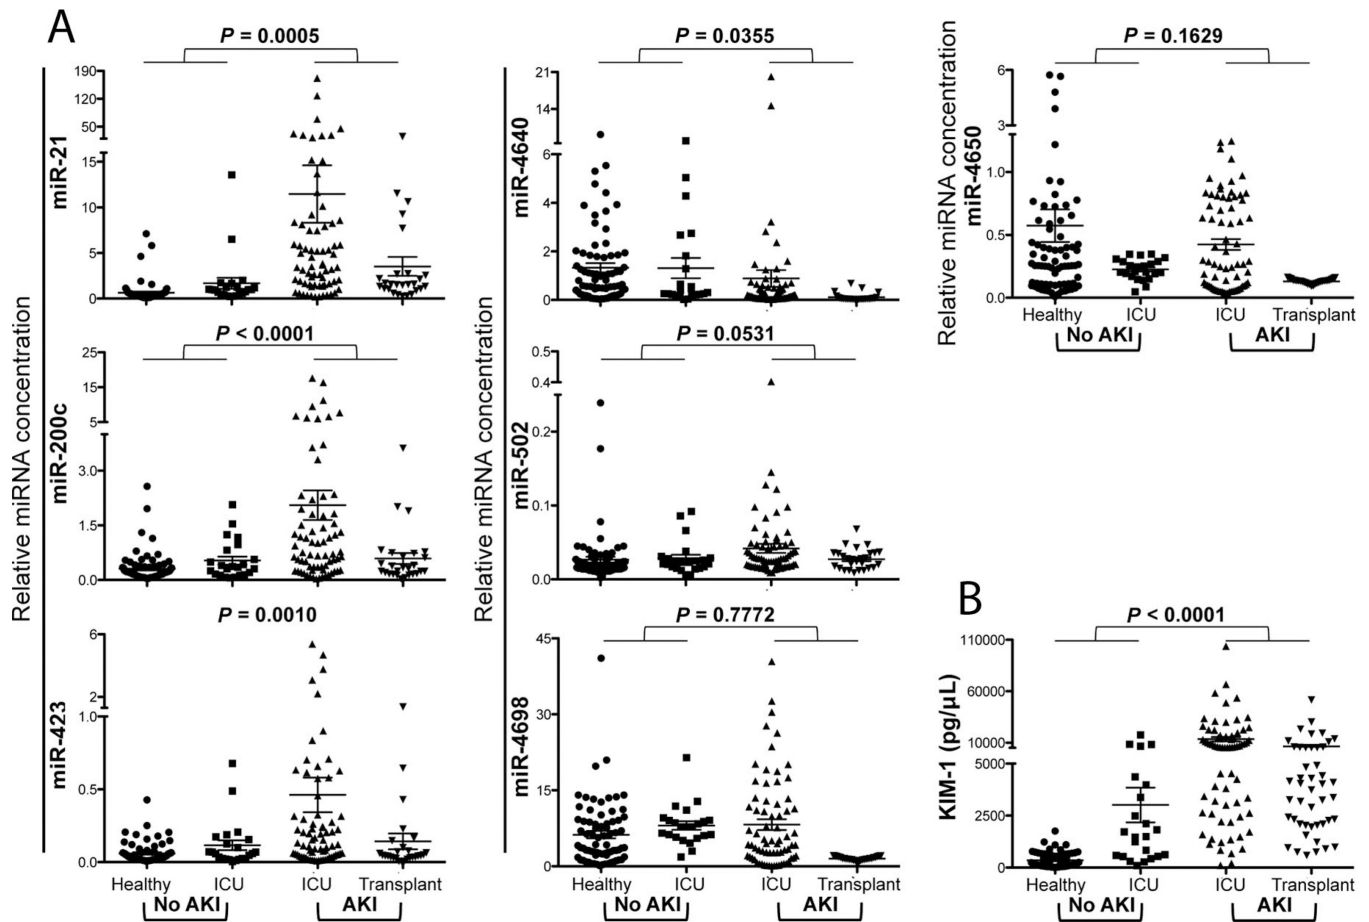 A
P = 0.0005
P = 0.0355
P = 0.1629
Relative miRNA concentration
miR-21
190
120
50
15
10
5
0
miR-4640
21
14
6
4
2
0
Relative miRNA concentration
miR-4650
6
3
1.0
0.5
0.0
Healthy ICU ICU Transplant
No AKI AKI
P < 0.0001
miR-200c
25
15
5
3.0
1.5
0.0
Relative miRNA concentration
P = 0.0531
miR-502
0.5
0.4
0.2
0.1
0.0
P = 0.0010
miR-423
6
4
2
1.0
0.5
0.0
Healthy ICU ICU Transplant
No AKI AKI
P = 0.7772
miR-4698
45
30
15
0
Healthy ICU ICU Transplant
No AKI AKI
B
P < 0.0001
KIM-1 (pg/μL)
110000
60000
10000
5000
2500
0
Healthy ICU ICU Transplant
No AKI AKI